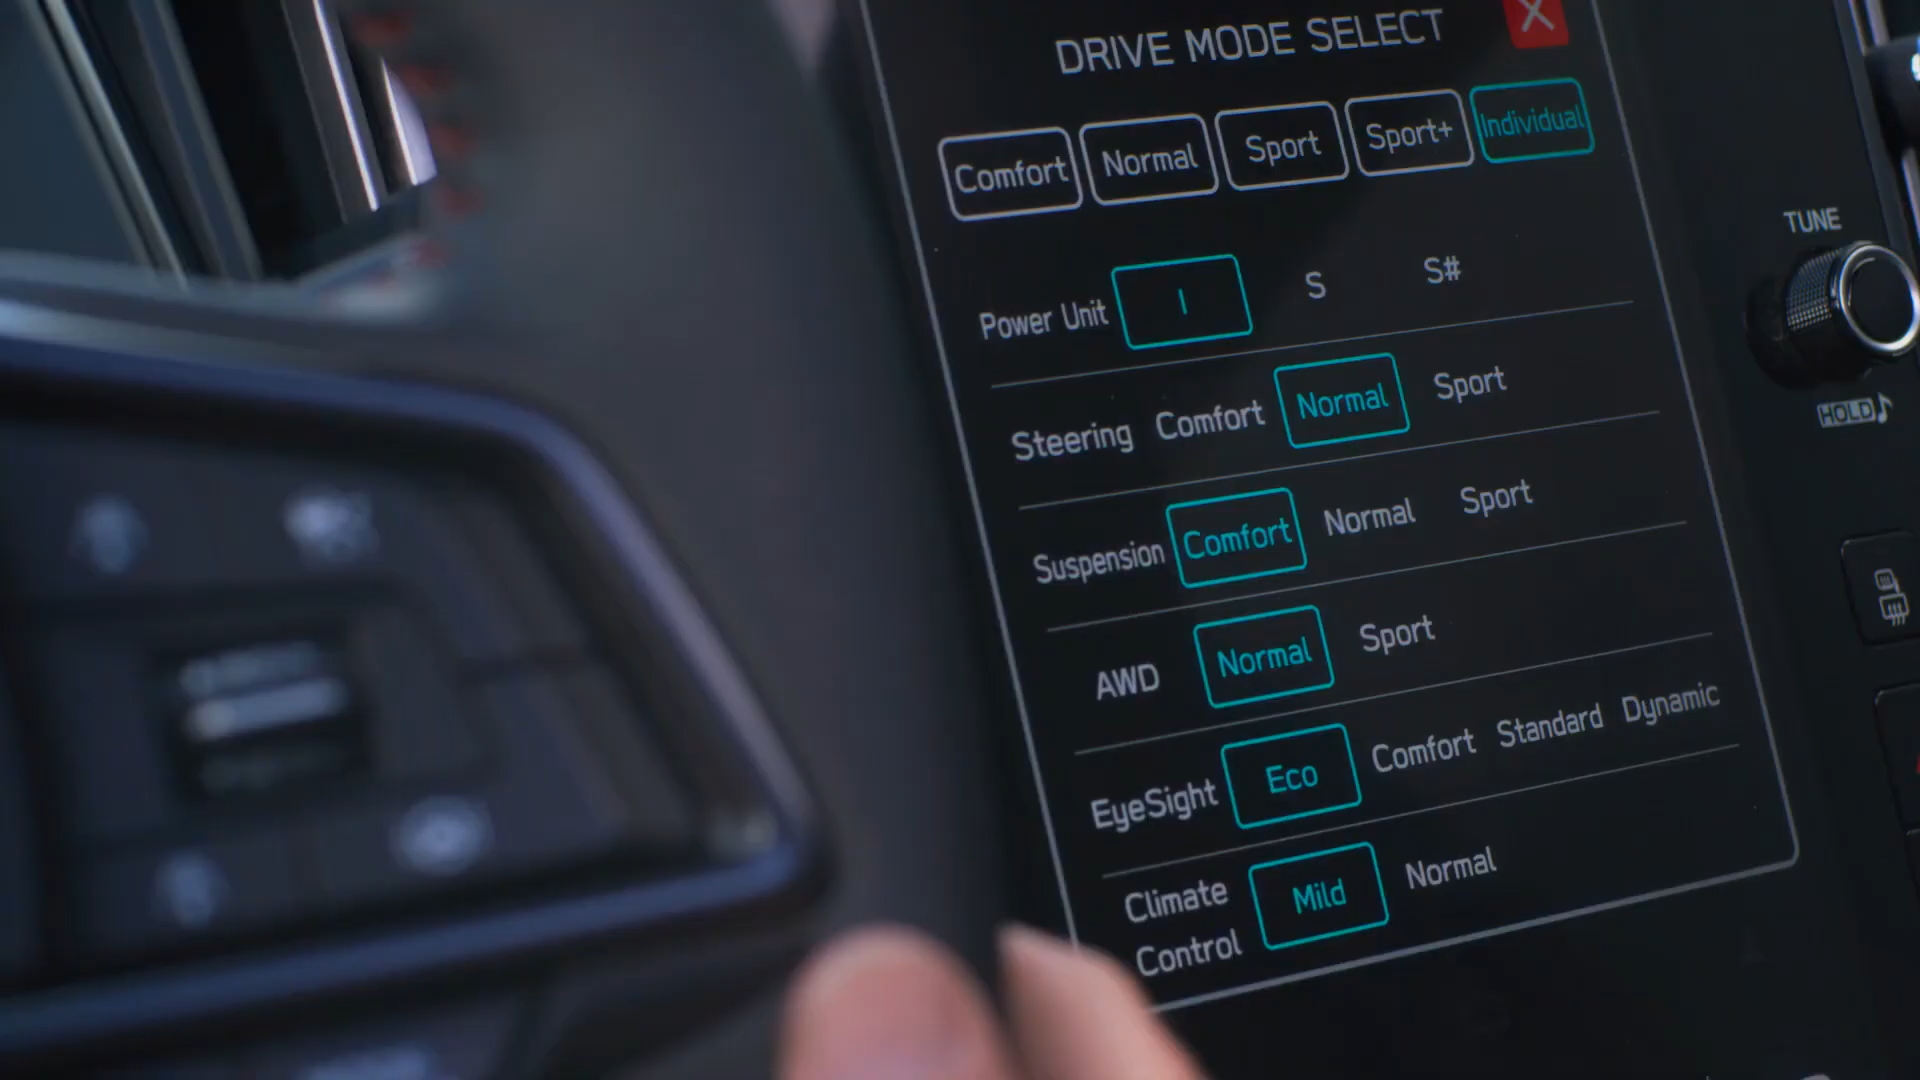 DRIVE MODE SELECT
Comfort Normal Sport Sport+ Individual
Power Unit I S S#
Steering Comfort Normal Sport
Suspension Comfort Normal Sport
AWD Normal Sport
EyeSight Eco Comfort Standard Dynamic
Climate Control Mild Normal
TUNE
HOLD♪